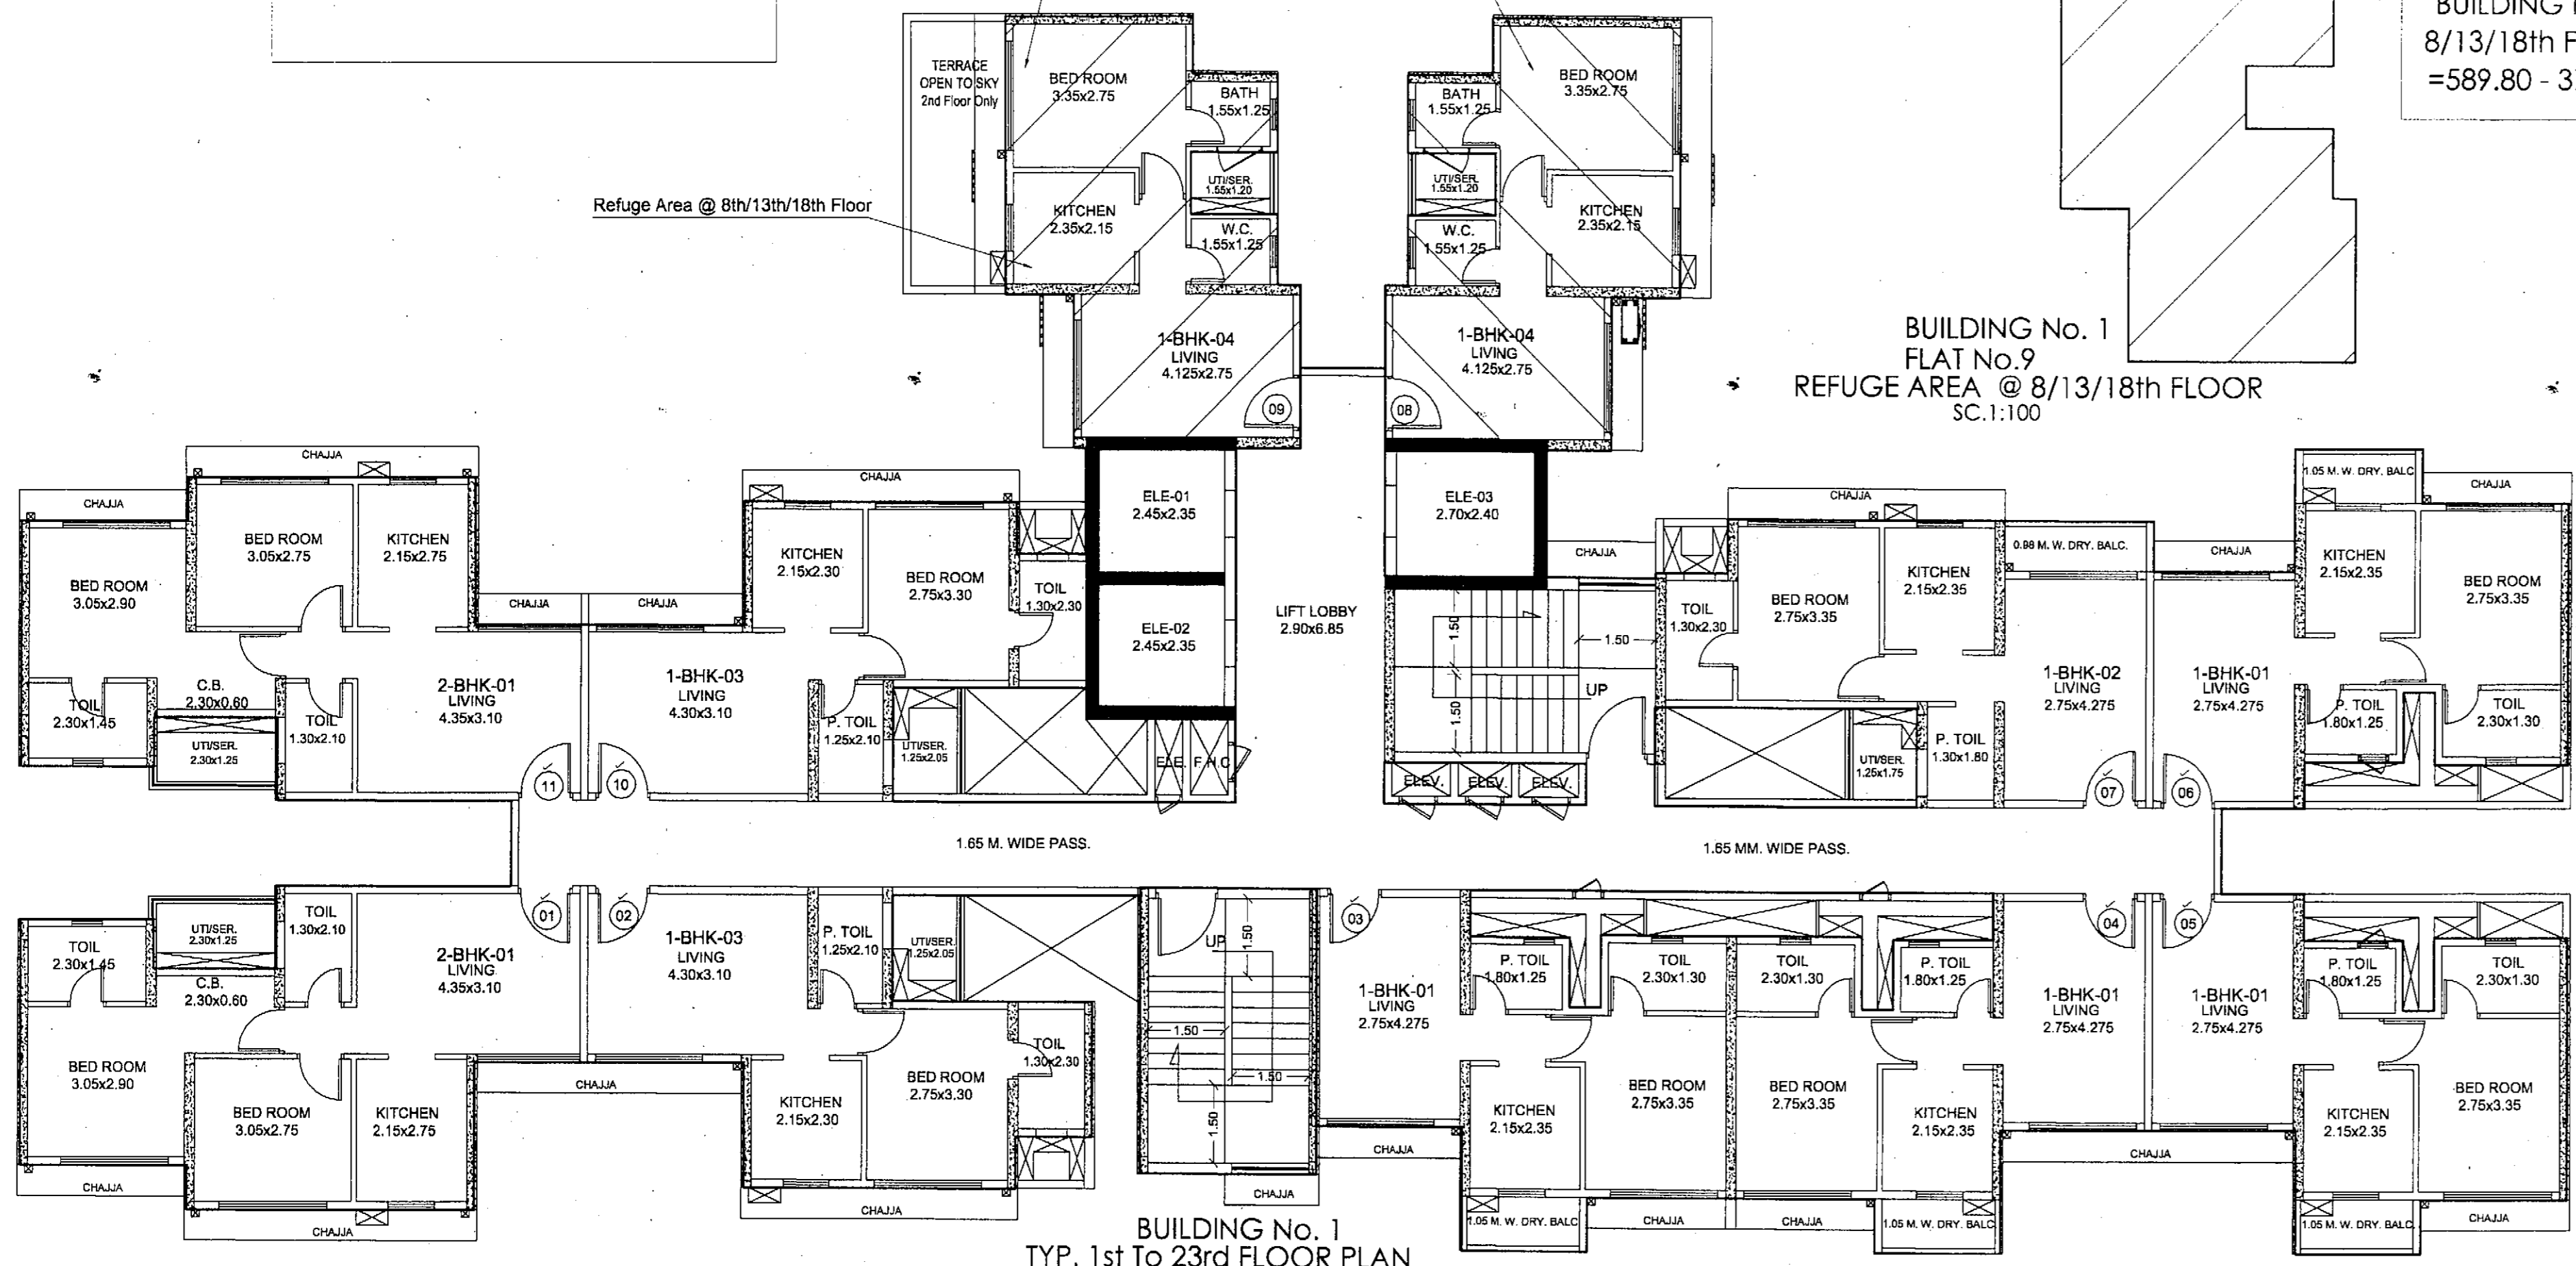 BUILDING
8/13/18th
=589.80 - 3
TERRACE
OPEN TO SKY
2nd Floor Only
BED ROOM
3.35x2.75
BATH
1.55x1.25
UTI/SER.
1.55x1.20
KITCHEN
2.35x2.15
W.C.
1.55x1.25
1-BHK-04
LIVING
4.125x2.75
09
BATH
1.55x1.25
BED ROOM
3.35x2.75
UTI/SER.
1.55x1.20
W.C.
1.55x1.25
KITCHEN
2.35x2.15
1-BHK-04
LIVING
4.125x2.75
08
Refuge Area @ 8th/13th/18th Floor
BUILDING No. 1
FLAT No.9
REFUGE AREA @ 8/13/18th FLOOR
SC.1:100
CHAJJA
CHAJJA
BED ROOM
3.05x2.90
BED ROOM
3.05x2.75
KITCHEN
2.15x2.75
CHAJJA
CHAJJA
TOIL
2.30x1.45
C.B.
2.30x0.60
UTI/SER.
2.30x1.25
TOIL
1.30x2.10
2-BHK-01
LIVING
4.35x3.10
11
CHAJJA
KITCHEN
2.15x2.30
BED ROOM
2.75x3.30
TOIL
1.30x2.30
1-BHK-03
LIVING
4.30x3.10
10
P. TOIL
1.25x2.10
UTI/SER.
1.25x2.05
ELE-01
2.45x2.35
ELE-02
2.45x2.35
ELE.
F.H.C
LIFT LOBBY
2.90x6.85
ELE-03
2.70x2.40
1.50
1.50
1.50
UP
ELEV.
ELEV.
ELEV.
CHAJJA
CHAJJA
TOIL
1.30x2.30
BED ROOM
2.75x3.35
KITCHEN
2.15x2.35
UTI/SER.
1.25x1.75
P. TOIL
1.30x1.80
0.98 M. W. DRY. BALC.
1-BHK-02
LIVING
2.75x4.275
07
CHAJJA
1-BHK-01
LIVING
2.75x4.275
06
1.05 M. W. DRY. BALC
CHAJJA
KITCHEN
2.15x2.35
BED ROOM
2.75x3.35
P. TOIL
1.80x1.25
TOIL
2.30x1.30
1.65 M. WIDE PASS.
1.65 MM. WIDE PASS.
TOIL
2.30x1.45
UTI/SER.
2.30x1.25
C.B.
2.30x0.60
TOIL
1.30x2.10
2-BHK-01
LIVING
4.35x3.10
01
BED ROOM
3.05x2.90
BED ROOM
3.05x2.75
KITCHEN
2.15x2.75
CHAJJA
CHAJJA
CHAJJA
02
1-BHK-03
LIVING
4.30x3.10
P. TOIL
1.25x2.10
UTI/SER.
1.25x2.05
KITCHEN
2.15x2.30
BED ROOM
2.75x3.30
TOIL
1.30x2.30
CHAJJA
UP
1.50
1.50
1.50
1.50
CHAJJA
03
1-BHK-01
LIVING
2.75x4.275
CHAJJA
P. TOIL
1.80x1.25
TOIL
2.30x1.30
KITCHEN
2.15x2.35
BED ROOM
2.75x3.35
1.05 M. W. DRY. BALC
CHAJJA
TOIL
2.30x1.30
P. TOIL
1.80x1.25
BED ROOM
2.75x3.35
KITCHEN
2.15x2.35
CHAJJA
1.05 M. W. DRY. BALC
04
1-BHK-01
LIVING
2.75x4.275
05
1-BHK-01
LIVING
2.75x4.275
CHAJJA
P. TOIL
1.80x1.25
TOIL
2.30x1.30
KITCHEN
2.15x2.35
BED ROOM
2.75x3.35
1.05 M. W. DRY. BALC
CHAJJA
BUILDING No. 1
TYP. 1st To 23rd FLOOR PLAN